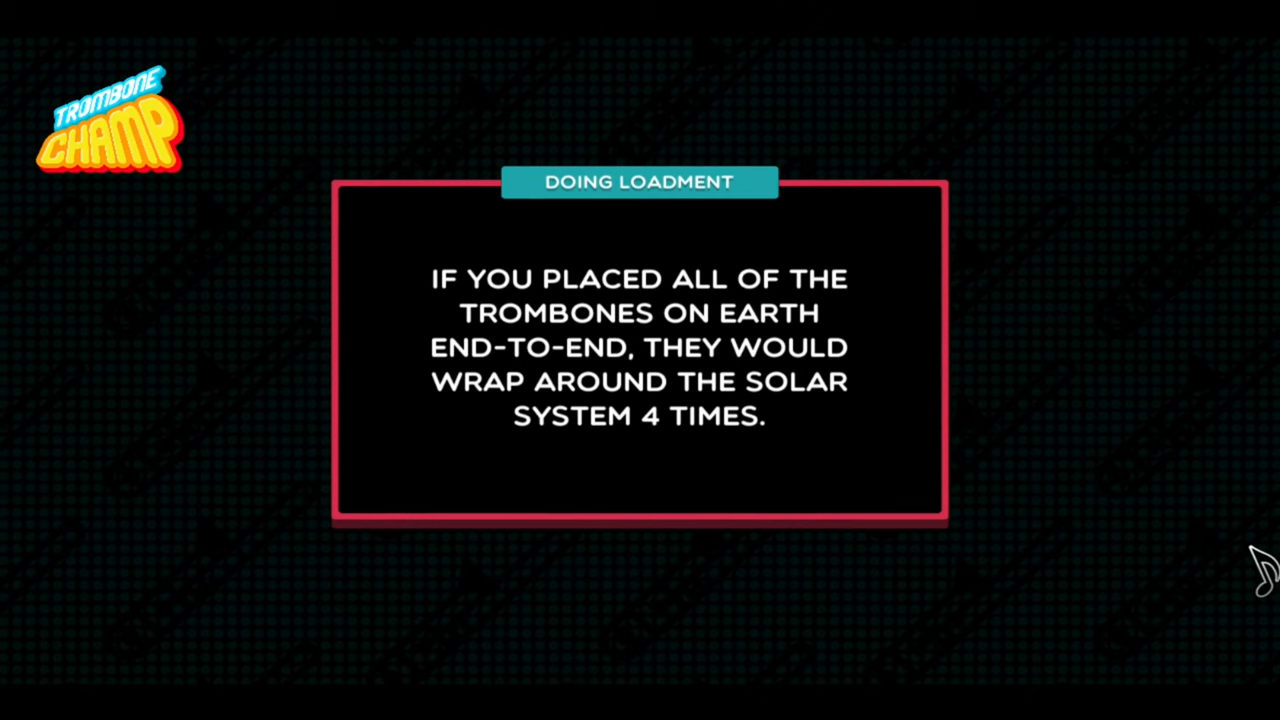 TROMBONE
CHAMP
DOING LOADMENT
IF YOU PLACED ALL OF THE
TROMBONES ON EARTH
END-TO-END, THEY WOULD
WRAP AROUND THE SOLAR
SYSTEM 4 TIMES.